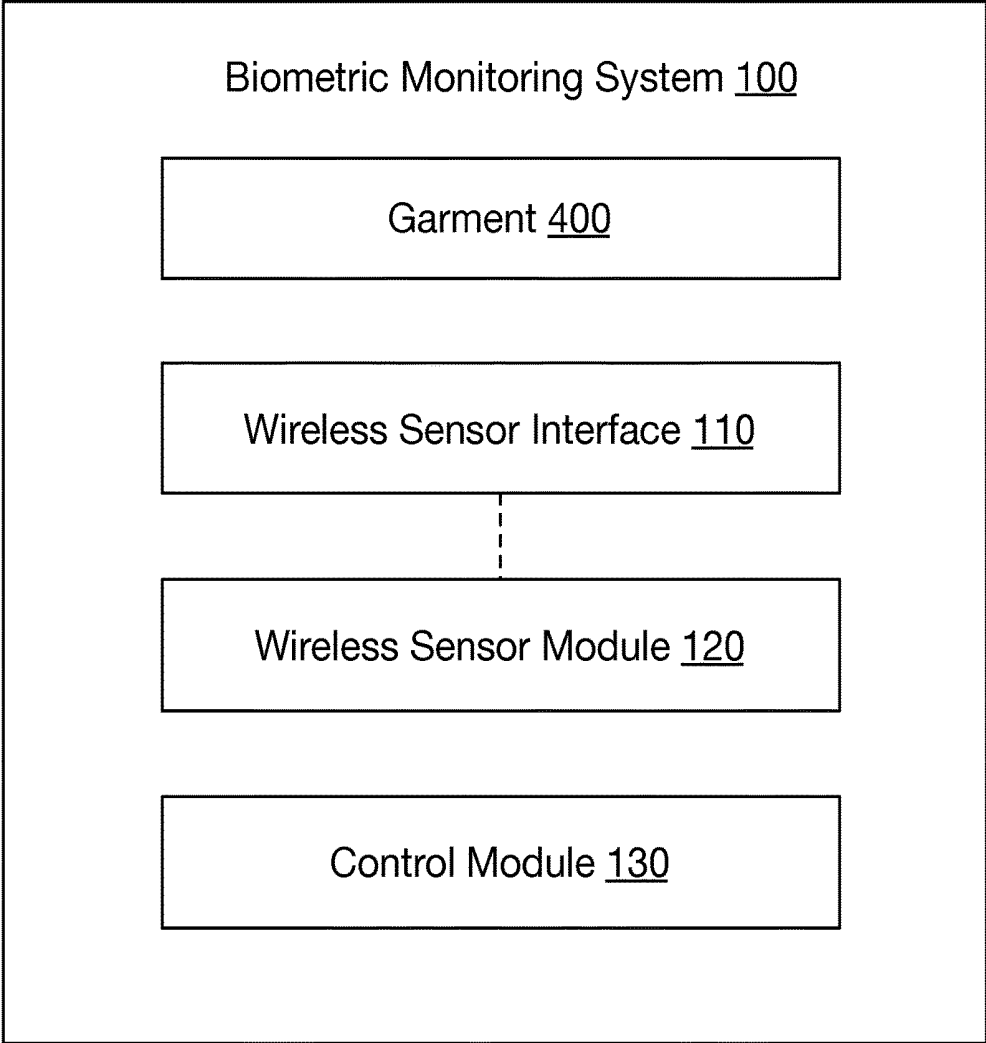 Biometric Monitoring System 100
Garment 400
Wireless Sensor Interface 110
Wireless Sensor Module 120
Control Module 130